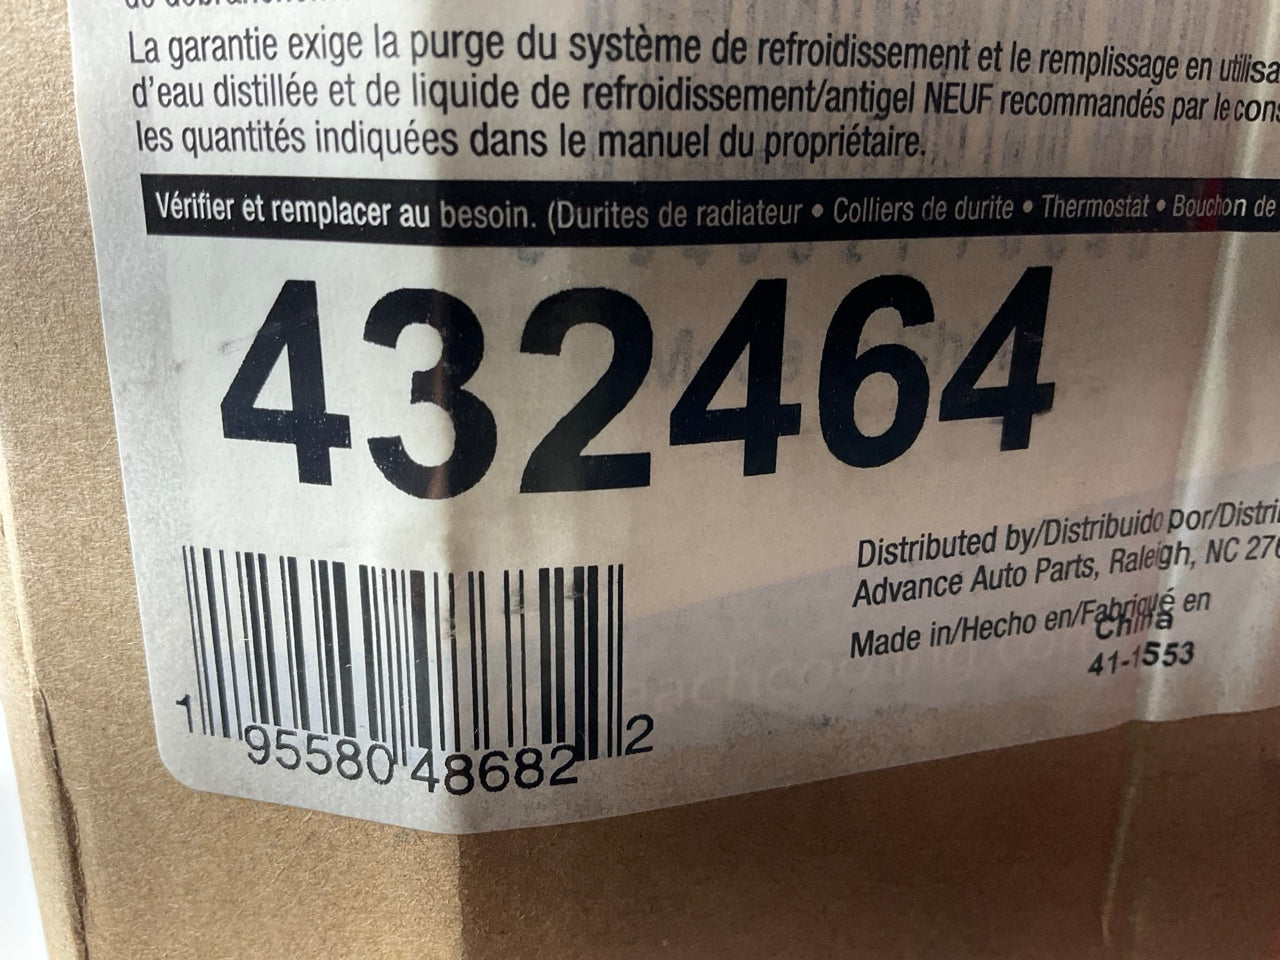 La garantie exige la purge du système de refroidissement et le remplissage en
d'eau distillée et de liquide de refroidissement/antigel NEUF recommandés par le
les quantités indiquées dans le manuel du propriétaire.
Vérifier et remplacer au besoin. (Durites de radiateur • Colliers de durite • Thermostat • Bouchon de
432464
Distributed by/Distribuido por/
Advance Auto Parts, Raleigh, NC
Made in/Hecho en/Fabriqué en
China
41-1553
1 95580 48682 2